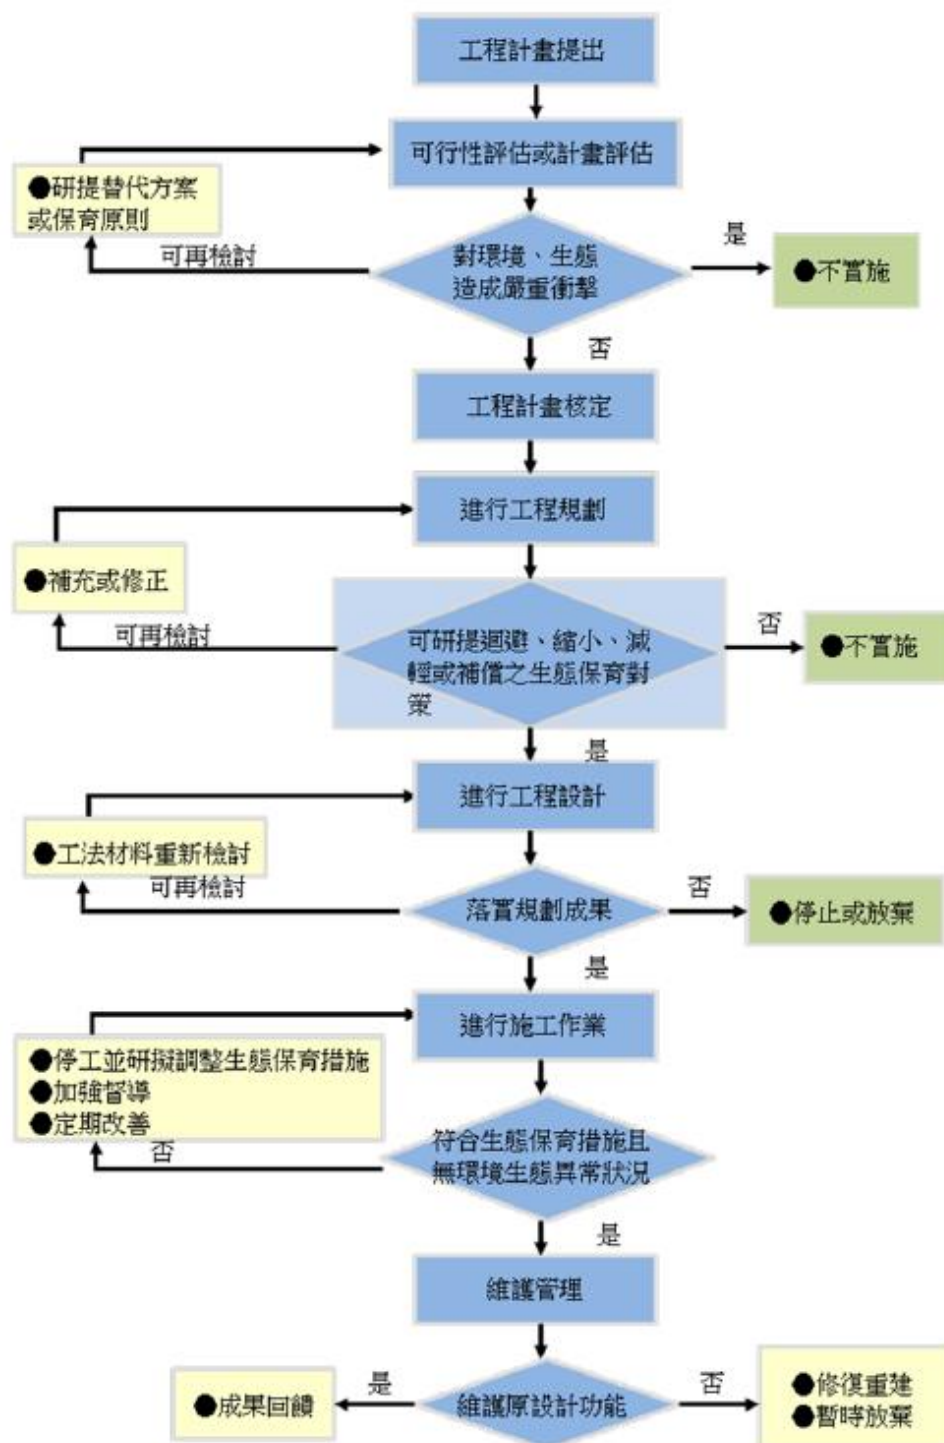 工程計畫提出
可行性評估或計畫評估
●研提替代方案
或保育原則
可再檢討
對環境、生態
造成嚴重衝擊
是
●不實施
否
工程計畫核定
進行工程規劃
●補充或修正
可再檢討
可研提迴避、縮小、減
輕或補償之生態保育對
策
否
●不實施
是
進行工程設計
●工法材料重新檢討
可再檢討
落實規劃成果
否
●停止或放棄
是
進行施工作業
●停工並研擬調整生態保育措施
●加強督導
●定期改善
否
符合生態保育措施且
無環境生態異常狀況
是
維護管理
●成果回饋
是
維護原設計功能
否
●修復重建
●暫時放棄